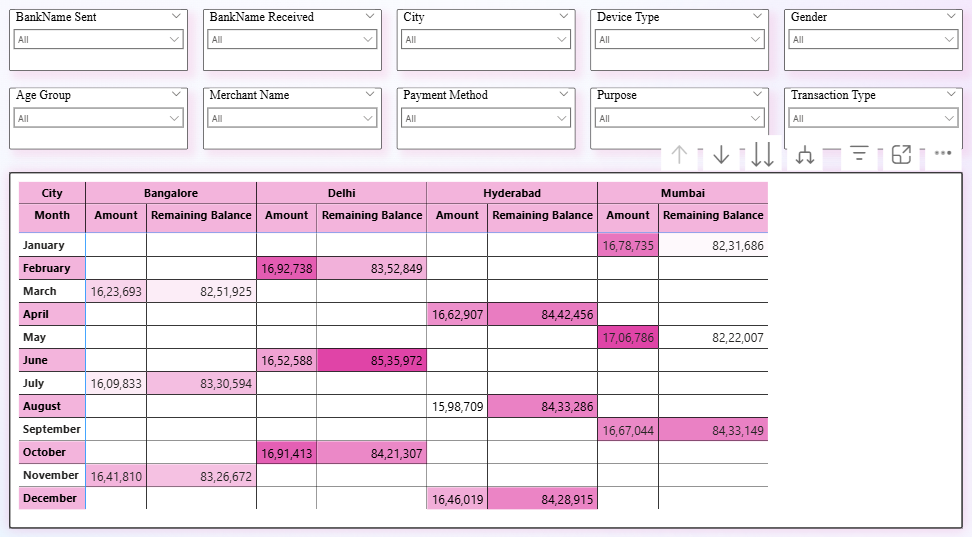 BankName Sent BankName Received City Device Type Gender
All All All All All
Age Group Merchant Name Payment Method Purpose Transaction Type
All All All All All
City Bangalore Delhi Hyderabad Mumbai
Month Amount Remaining Balance Amount Remaining Balance Amount Remaining Balance Amount Remaining Balance
January 16,78,735 82,31,686
February 16,92,738 83,52,849
March 16,23,693 82,51,925
April 16,62,907 84,42,456
May 17,06,786 82,22,007
June 16,52,588 85,35,972
July 16,09,833 83,30,594
August 15,98,709 84,33,286
September 16,67,044 84,33,149
October 16,91,413 84,21,307
November 16,41,810 83,26,672
December 16,46,019 84,28,915